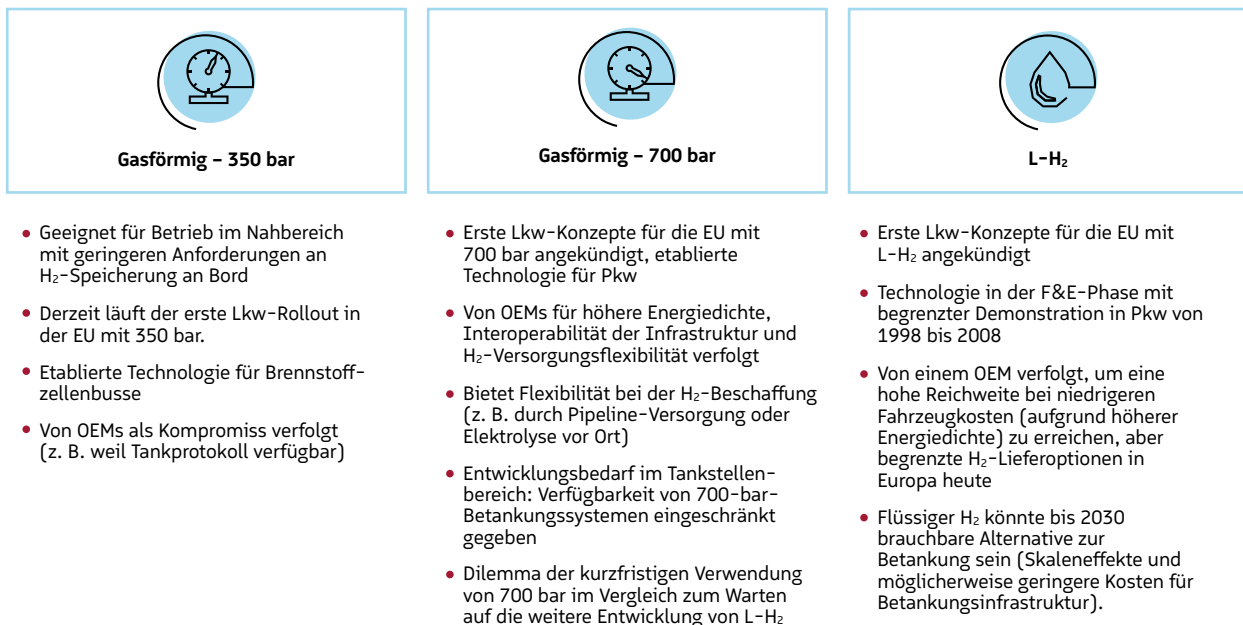 Gasförmig – 350 bar
• Geeignet für Betrieb im Nahbereich
mit geringeren Anforderungen an
H₂-Speicherung an Bord
• Derzeit läuft der erste Lkw-Rollout in
der EU mit 350 bar.
• Etablierte Technologie für Brennstoff-
zellenbusse
• Von OEMs als Kompromiss verfolgt
(z. B. weil Tankprotokoll verfügbar)
Gasförmig – 700 bar
• Erste Lkw-Konzepte für die EU mit
700 bar angekündigt, etablierte
Technologie für Pkw
• Von OEMs für höhere Energiedichte,
Interoperabilität der Infrastruktur und
H₂-Versorgungsflexibilität verfolgt
• Bietet Flexibilität bei der H₂-Beschaffung
(z. B. durch Pipeline-Versorgung oder
Elektrolyse vor Ort)
• Entwicklungsbedarf im Tankstellen-
bereich: Verfügbarkeit von 700-bar-
Betankungssystemen eingeschränkt
gegeben
• Dilemma der kurzfristigen Verwendung
von 700 bar im Vergleich zum Warten
auf die weitere Entwicklung von L-H₂
L-H₂
• Erste Lkw-Konzepte für die EU mit
L-H₂ angekündigt
• Technologie in der F&E-Phase mit
begrenzter Demonstration in Pkw von
1998 bis 2008
• Von einem OEM verfolgt, um eine
hohe Reichweite bei niedrigeren
Fahrzeugkosten (aufgrund höherer
Energiedichte) zu erreichen, aber
begrenzte H₂-Lieferoptionen in
Europa heute
• Flüssiger H₂ könnte bis 2030
brauchbare Alternative zur
Betankung sein (Skaleneffekte und
möglicherweise geringere Kosten für
Betankungsinfrastruktur).